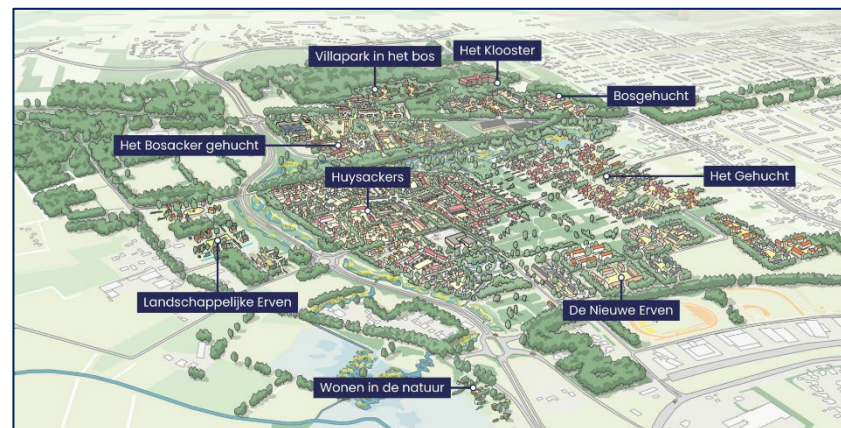 Het Klooster
Villapark in het bos
Bosgehucht
Het Bosacker gehucht
Huysackers
Het Gehucht
Landschappelijke Erven
De Nieuwe Erven
Wonen in de natuur